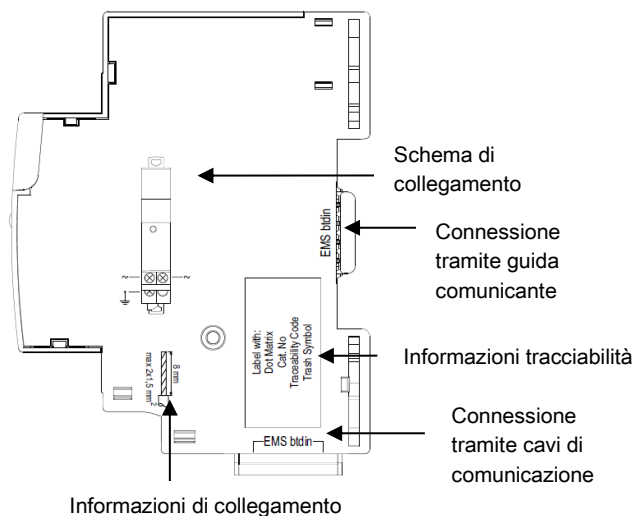 Schema di
collegamento
EMS btdin
Connessione
tramite guida
comunicante
~
~
Label with:
Dot Matrix
Cat. No
Traceability Code
Trash Symbol
Informazioni tracciabilità
max 2x1,5 mm²
8 mm
EMS btdin
Connessione
tramite cavi di
comunicazione
Informazioni di collegamento